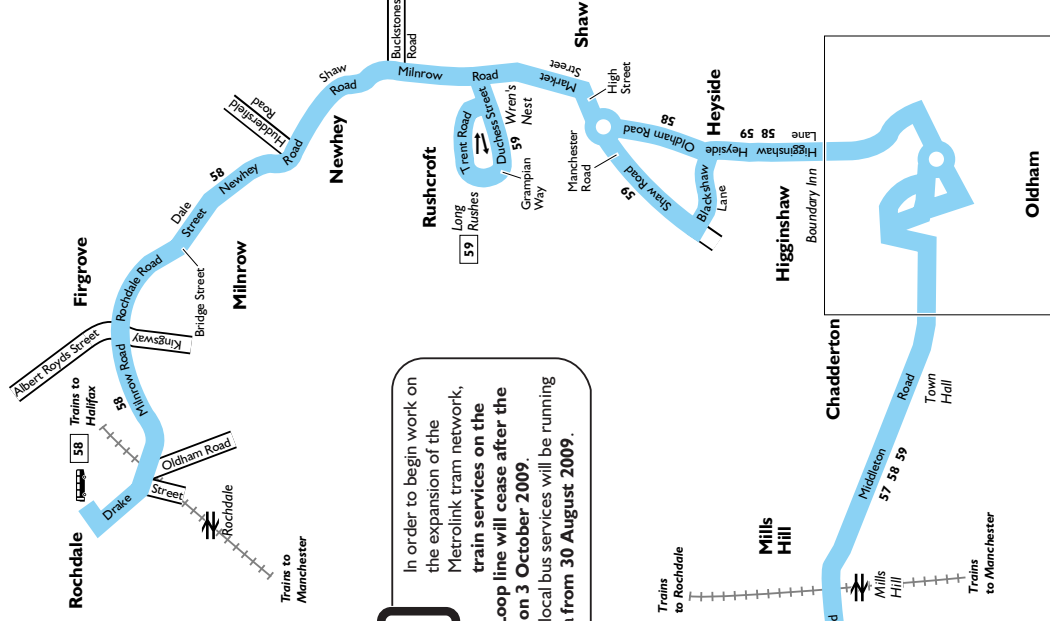 Rochdale
Drake
Street
58
Trains to
Halifax
Rochdale
Trains to
Manchester
Oldham Road
58
Milnrow Road
Albert Royds Street
Kingsway
Firgrove
Rochdale Road
Bridge Street
Milnrow
Dale
Street
58
Newhey
Road
Huddersfield
Road
Newhey
Shaw
Road
Buckstones
Road
Milnrow
Road
Rushcroft
Trent Road
Duchess Street
59
Wren's
Nest
Grampian
Way
Long
Rushes
59
Market
Street
Shaw
High
Street
Manchester
Road
Oldham Road
58
Shaw Road
59
Blackshaw
Lane
Heyside
Heyside
58 59
Higginshaw
Lane
Higginshaw
Boundary Inn
Oldham
Chadderton
Town
Hall
Middleton
Road
57 58 59
Mills
Hill
Mills
Hill
Trains
to Rochdale
Trains
to Manchester
In order to begin work on
the expansion of the
Metrolink tram network,
train services on the
oop line will cease after the
on 3 October 2009.
local bus services will be running
from 30 August 2009.